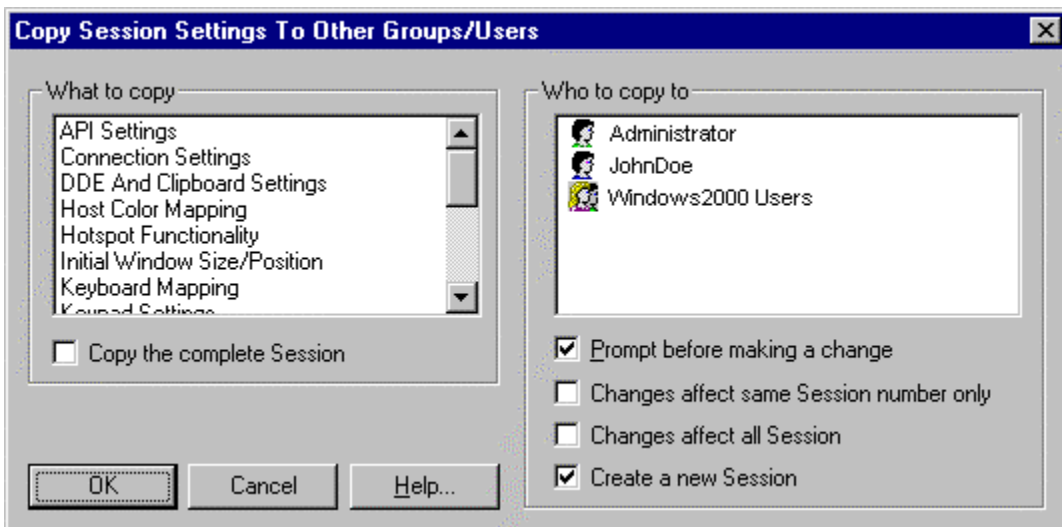 Copy Session Settings To Other Groups/Users
What to copy
API Settings
Connection Settings
DDE And Clipboard Settings
Host Color Mapping
Hotspot Functionality
Initial Window Size/Position
Keyboard Mapping
Keypad Settings
Copy the complete Session
OK
Cancel
Help...
Who to copy to
Administrator
JohnDoe
Windows2000 Users
Prompt before making a change
Changes affect same Session number only
Changes affect all Session
Create a new Session